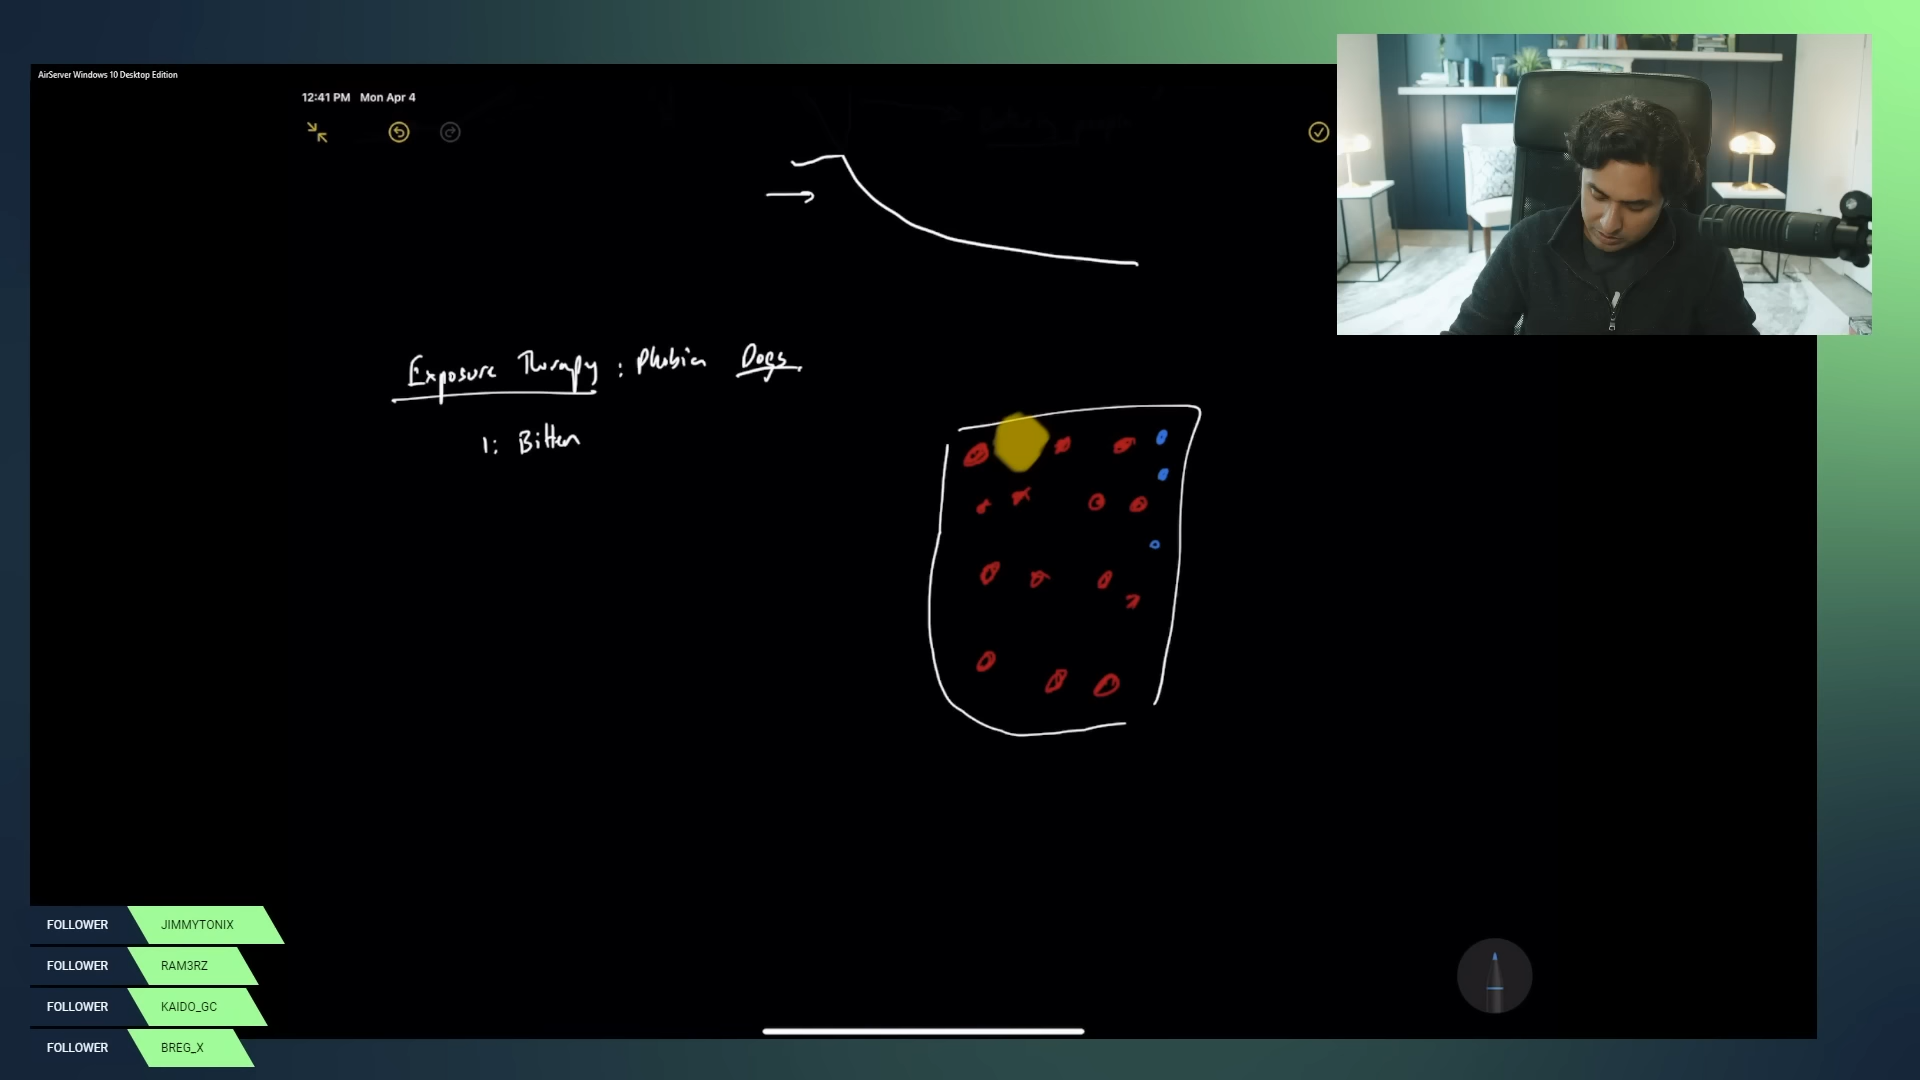 AirServer Windows 10 Desktop Edition
12:41 PM Mon Apr 4
Exposure Therapy : Phobia Dogs
1: Bitten
FOLLOWER JIMMYTONIX
FOLLOWER RAM3RZ
FOLLOWER KAIDO_GC
FOLLOWER BREG_X